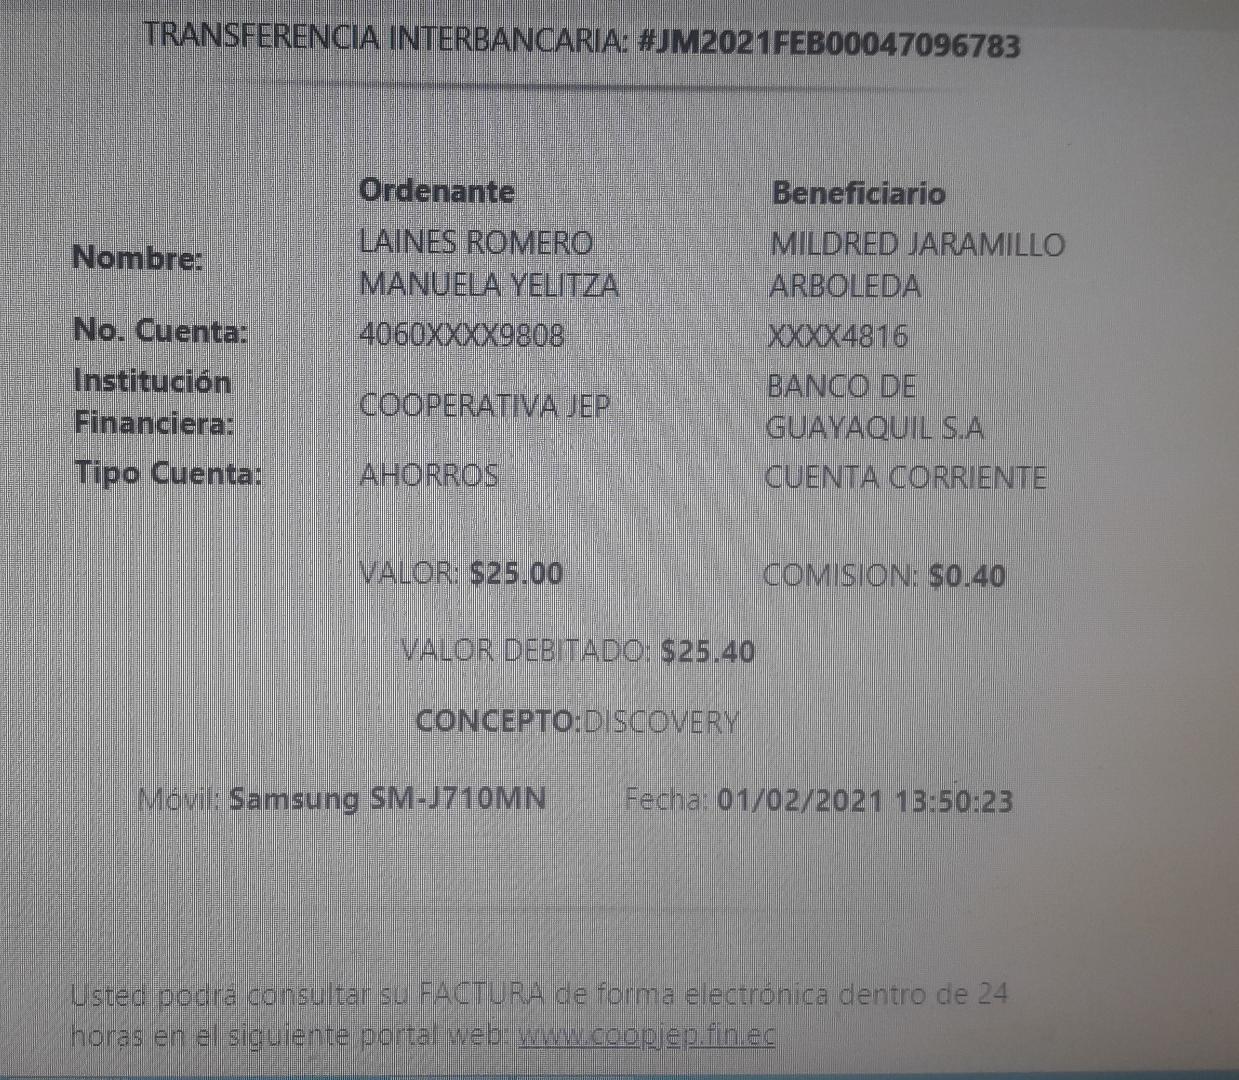 TRANSFERENCIA INTERBANCARIA: #JM2021FEB00047096783
Ordenante Beneficiario
Nombre: LAINES ROMERO MANUELA YELITZA MILDRED JARAMILLO ARBOLEDA
No. Cuenta: 4060XXXX9808 XXXX4816
Institución Financiera: COOPERATIVA JEP BANCO DE GUAYAQUIL S.A
Tipo Cuenta: AHORROS CUENTA CORRIENTE
VALOR: $25.00 COMISION: $0.40
VALOR DEBITADO: $25.40
CONCEPTO:DISCOVERY
Móvil: Samsung SM-J710MN Fecha: 01/02/2021 13:50:23
Usted podrá consultar su FACTURA de forma electrónica dentro de 24
horas en el siguiente portal web: www.coopjep.fin.ec